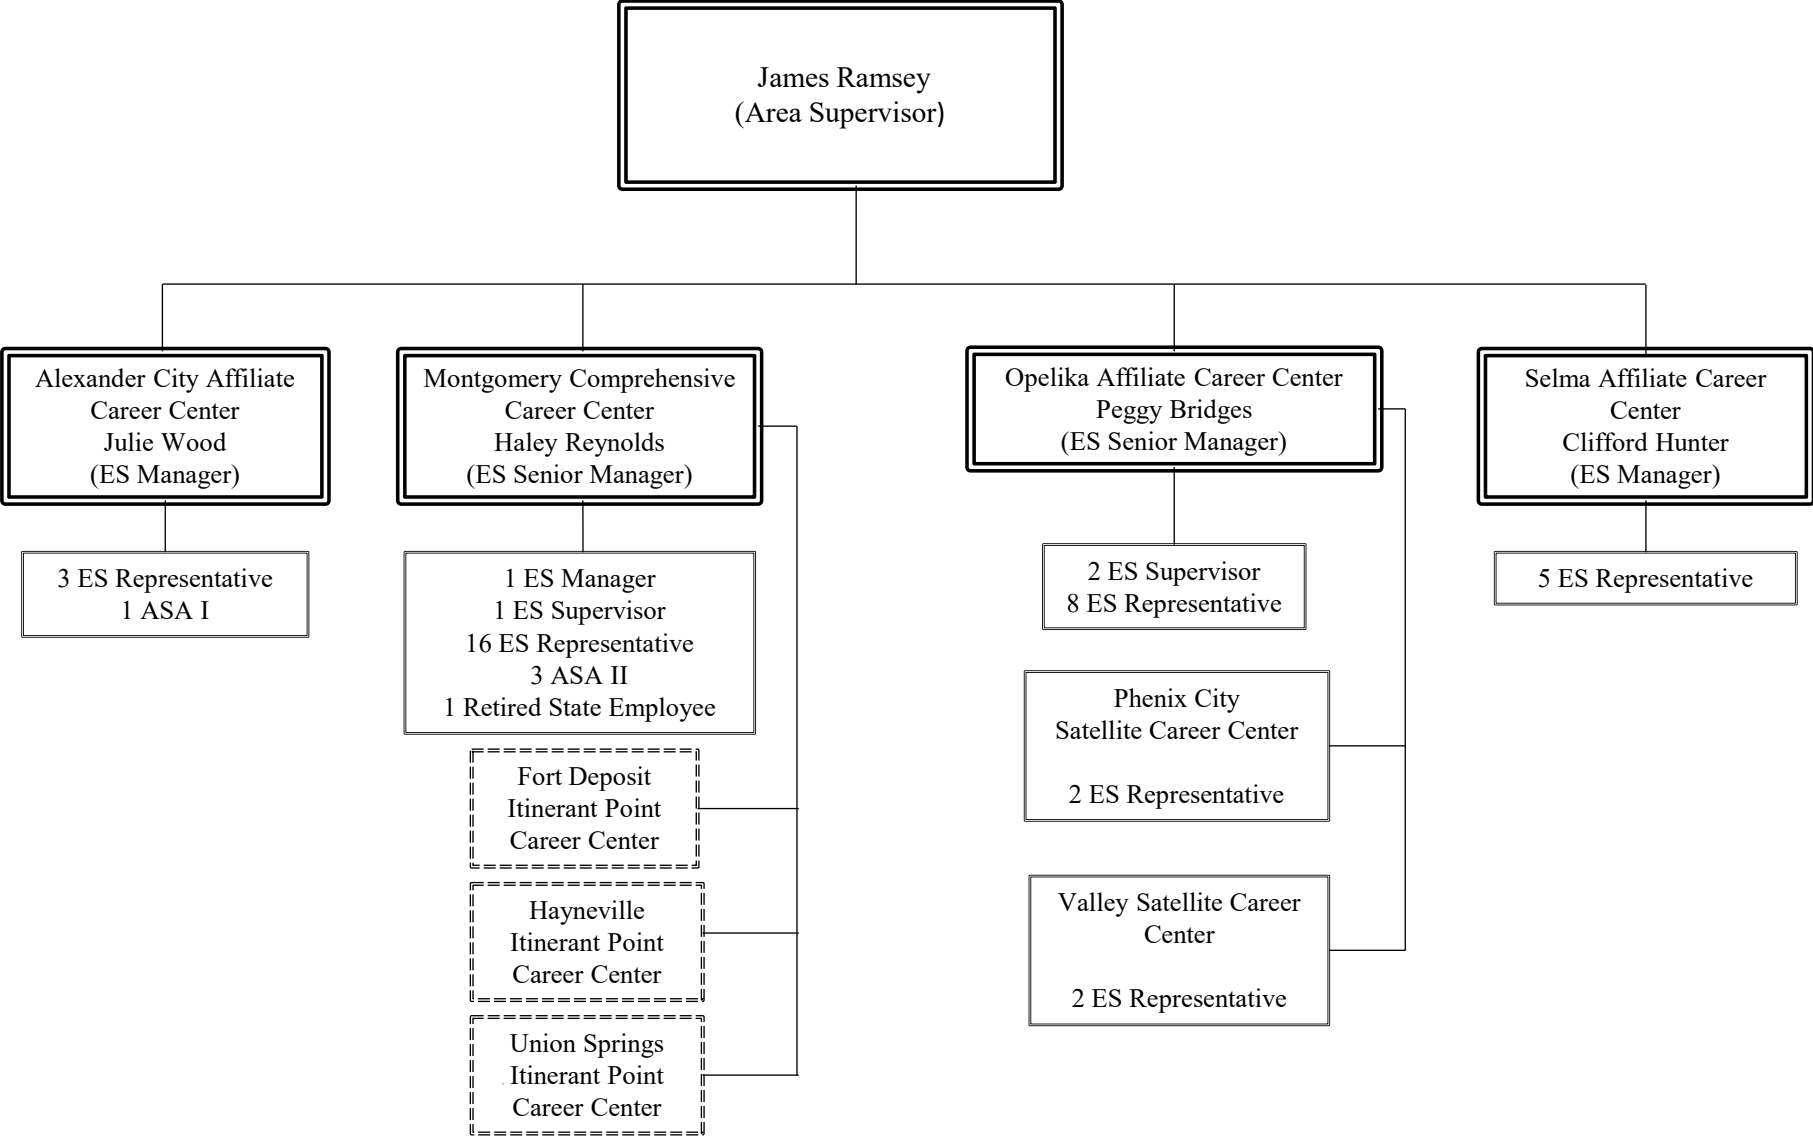 James Ramsey
(Area Supervisor)
Alexander City Affiliate
Career Center
Julie Wood
(ES Manager)
3 ES Representative
1 ASA I
Montgomery Comprehensive
Career Center
Haley Reynolds
(ES Senior Manager)
1 ES Manager
1 ES Supervisor
16 ES Representative
3 ASA II
1 Retired State Employee
Fort Deposit
Itinerant Point
Career Center
Hayneville
Itinerant Point
Career Center
Union Springs
Itinerant Point
Career Center
Opelika Affiliate Career Center
Peggy Bridges
(ES Senior Manager)
2 ES Supervisor
8 ES Representative
Phenix City
Satellite Career Center
2 ES Representative
Valley Satellite Career
Center
2 ES Representative
Selma Affiliate Career
Center
Clifford Hunter
(ES Manager)
5 ES Representative